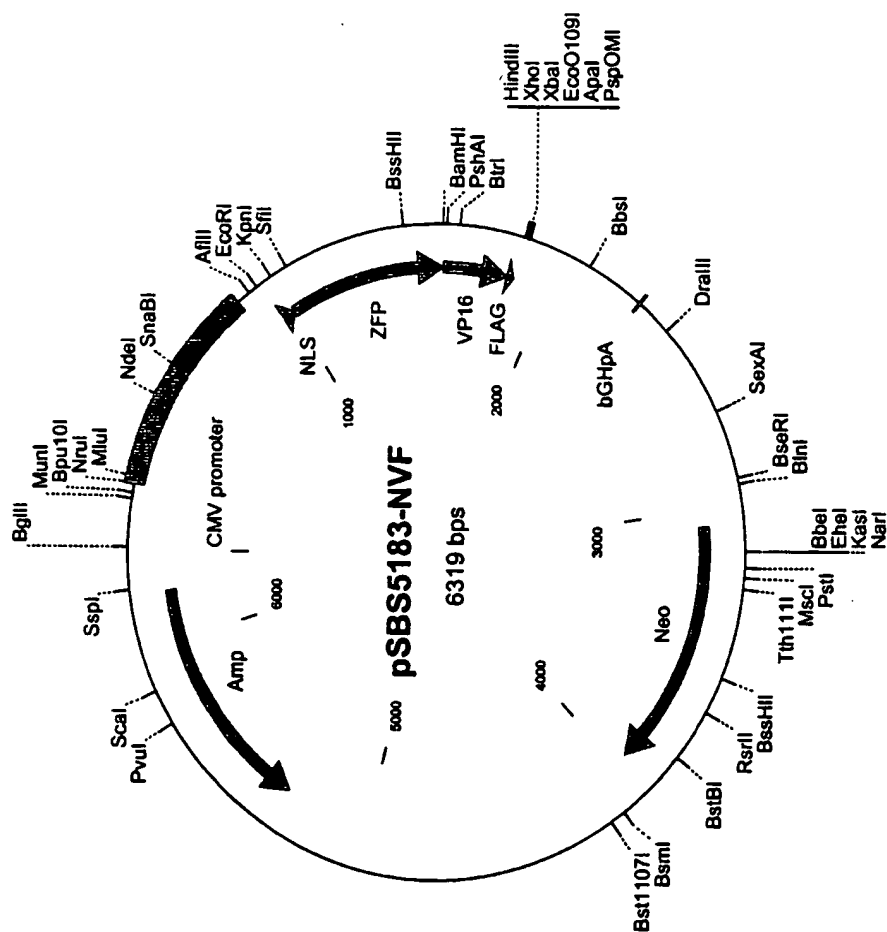 pSBS5183-NVF
6319 bps
BglII
MunI
Bpu10I
NruI
MluI
NdeI
SnaBI
AflII
EcoRI
KpnI
SfiI
BssHII
BamHI
PshAI
BtrI
HindIII
XhoI
XbaI
EcoO109I
ApaI
PspOMI
BbsI
DraIII
SexAI
BseRI
BlnI
BbeI
EheI
KasI
NarI
PstI
MscI
Tth111I
BssHII
RsrII
BstBI
BsmI
Bst1107I
PvuI
ScaI
SspI
CMV promoter
NLS
ZFP
VP16
FLAG
bGHpA
Neo
Amp
1000
2000
3000
4000
5000
6000